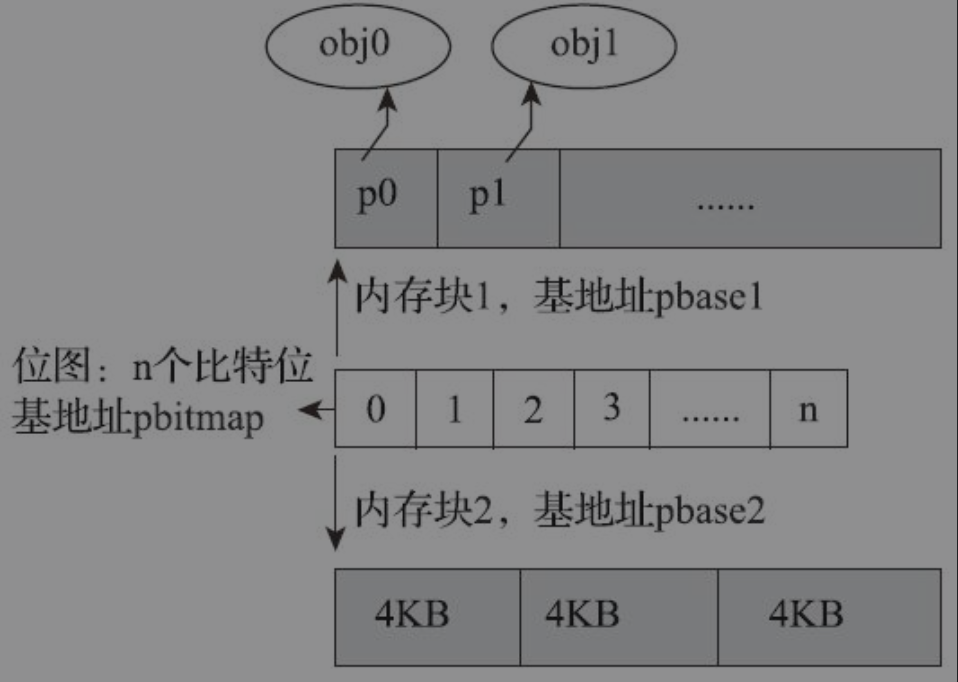 obj0 obj1
p0 p1 ......
内存块1，基地址pbase1
位图：n个比特位
基地址pbitmap
0 1 2 3 ...... n
内存块2，基地址pbase2
4KB 4KB 4KB